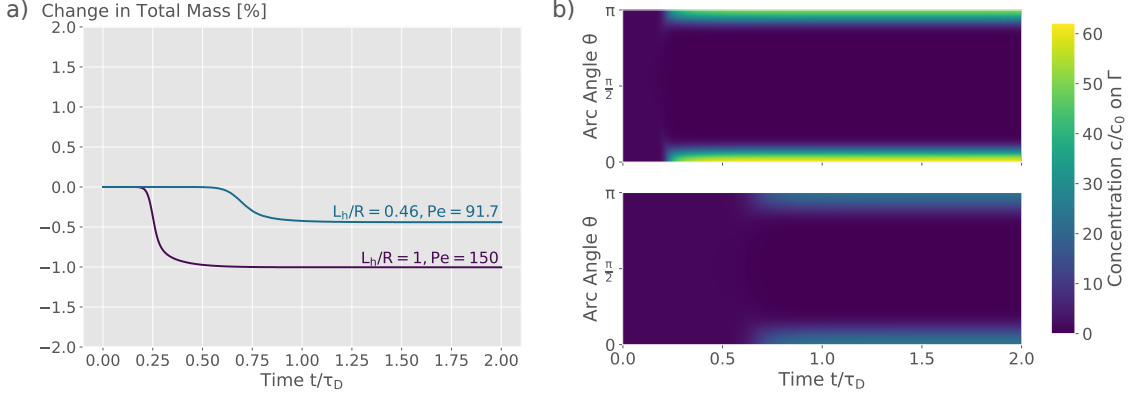 a)
Change in Total Mass [%]
2.0
1.5
1.0
0.5
0.0
−0.5
−1.0
−1.5
−2.0
Lₕ/R = 0.46, Pe = 91.7
Lₕ/R = 1, Pe = 150
0.00 0.25 0.50 0.75 1.00 1.25 1.50 1.75 2.00
Time t/τ_D
b)
π
Arc Angle θ
π/2
0
π
Arc Angle θ
π/2
0
0.0 0.5 1.0 1.5 2.0
Time t/τ_D
60
50
40
30
20
10
0
Concentration c/c₀ on Γ